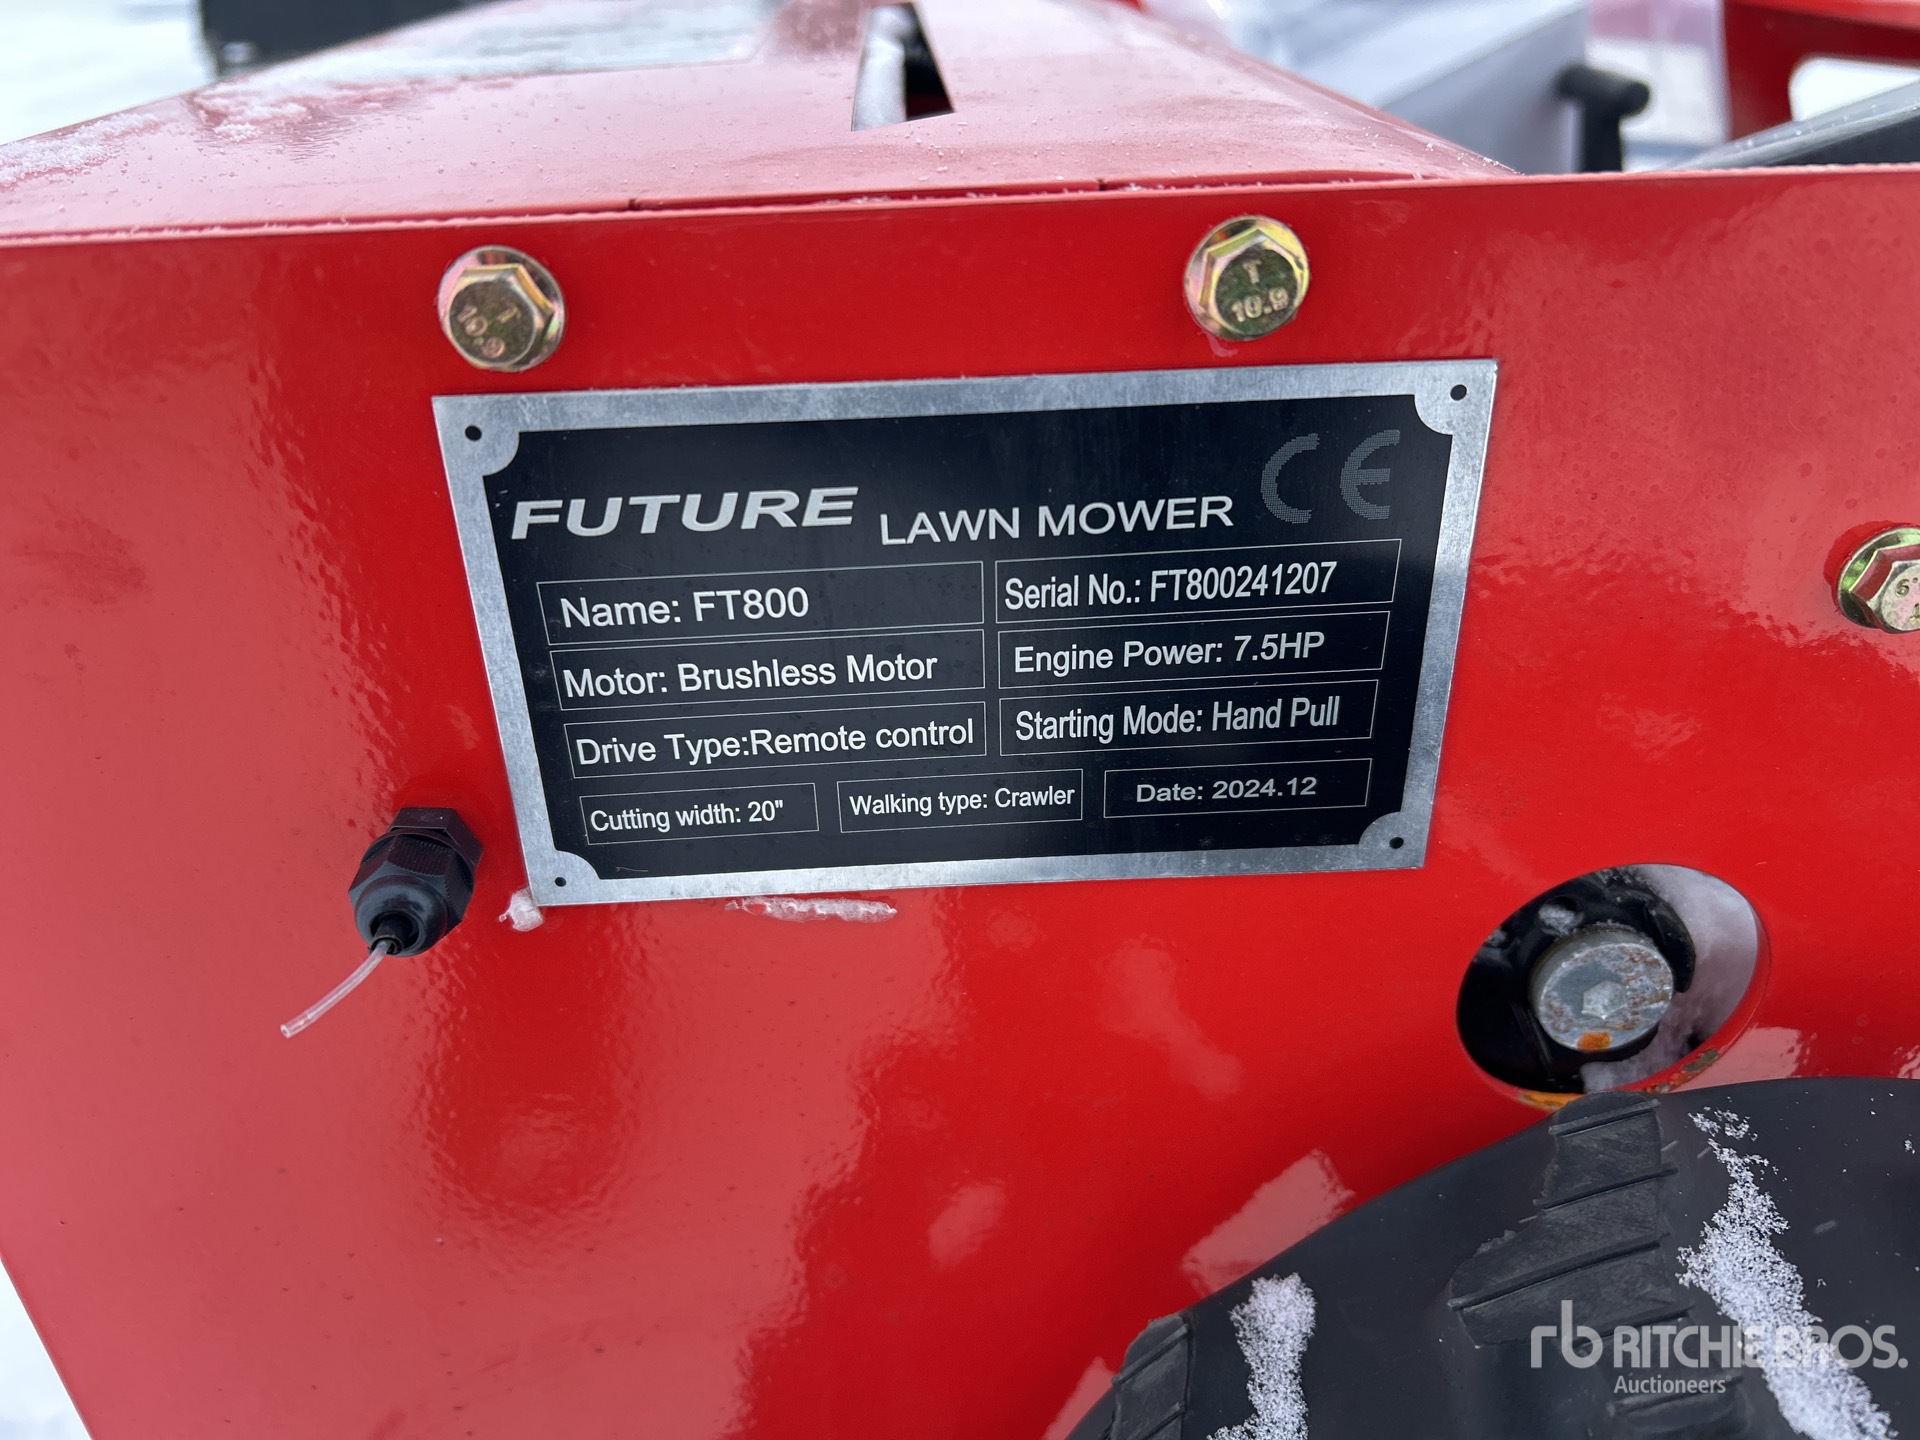 T
10.9
T
10.9
FUTURE LAWN MOWER CE
Name: FT800
Serial No.: FT800241207
Motor: Brushless Motor
Engine Power: 7.5HP
Drive Type:Remote control
Starting Mode: Hand Pull
Cutting width: 20"
Walking type: Crawler
Date: 2024.12
rb RITCHIE BROS.
Auctioneers